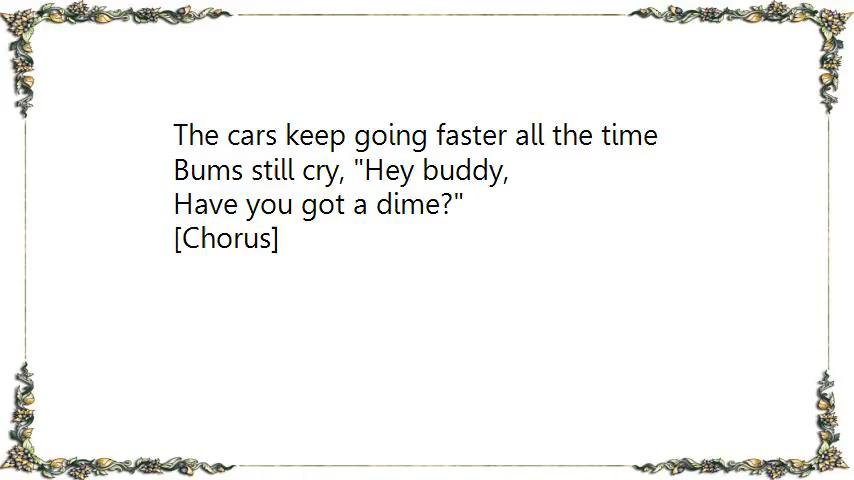 The cars keep going faster all the time
Bums still cry, "Hey buddy,
Have you got a dime?"
[Chorus]